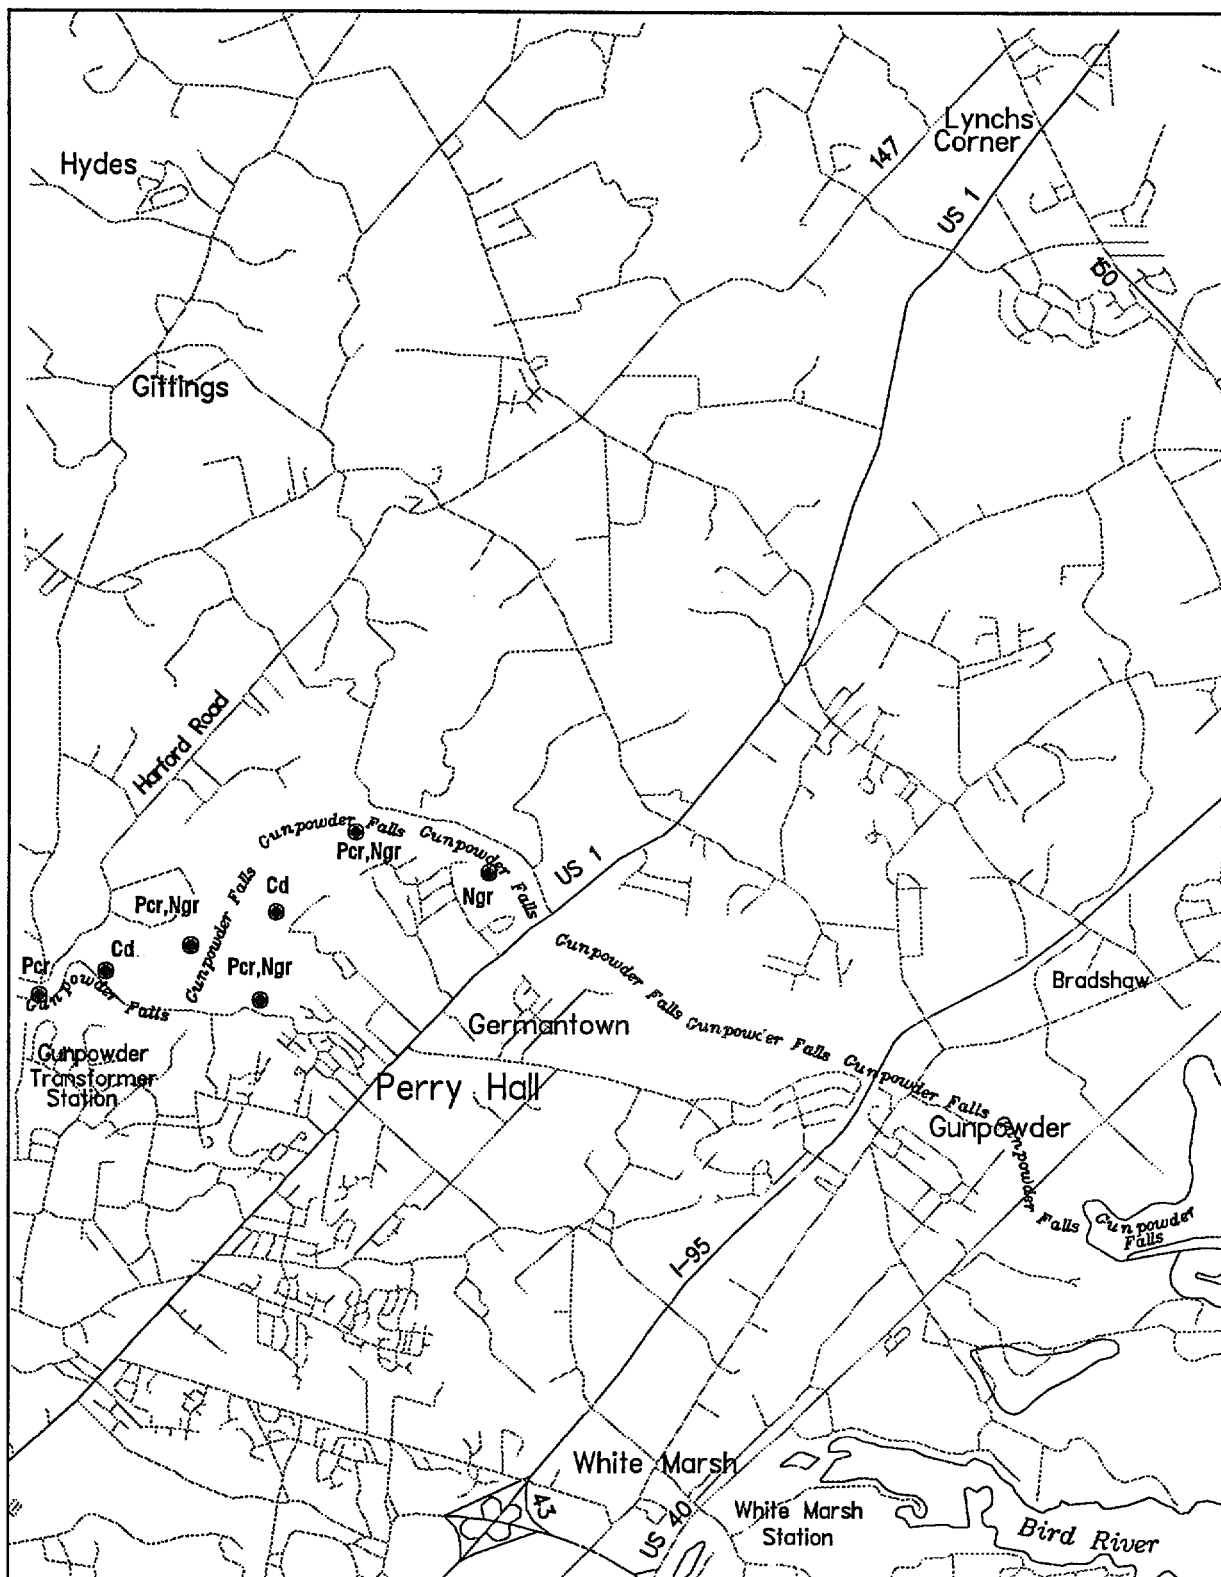 Lynchs
Corner
147
Hydes
US 1
Gittings
Harford Road
Gunpowder Falls
Gunpowder Falls
Pcr,Ngr
US 1
Ngr
Gunpowder Falls
Cd
Pcr,Ngr
Cd
Pcr,Ngr
Pcr
Gunpowder Falls
Gunpowder Falls
Gunpowder Falls
Gunpowder Falls
Bradshaw
Germantown
Gunpowder
Transformer
Station
Perry Hall
Gunpowder Falls
Gunpowder
Gunpowder Falls
Gunpowder
Falls
I-95
White Marsh
43
US 40
White Marsh
Station
Bird River